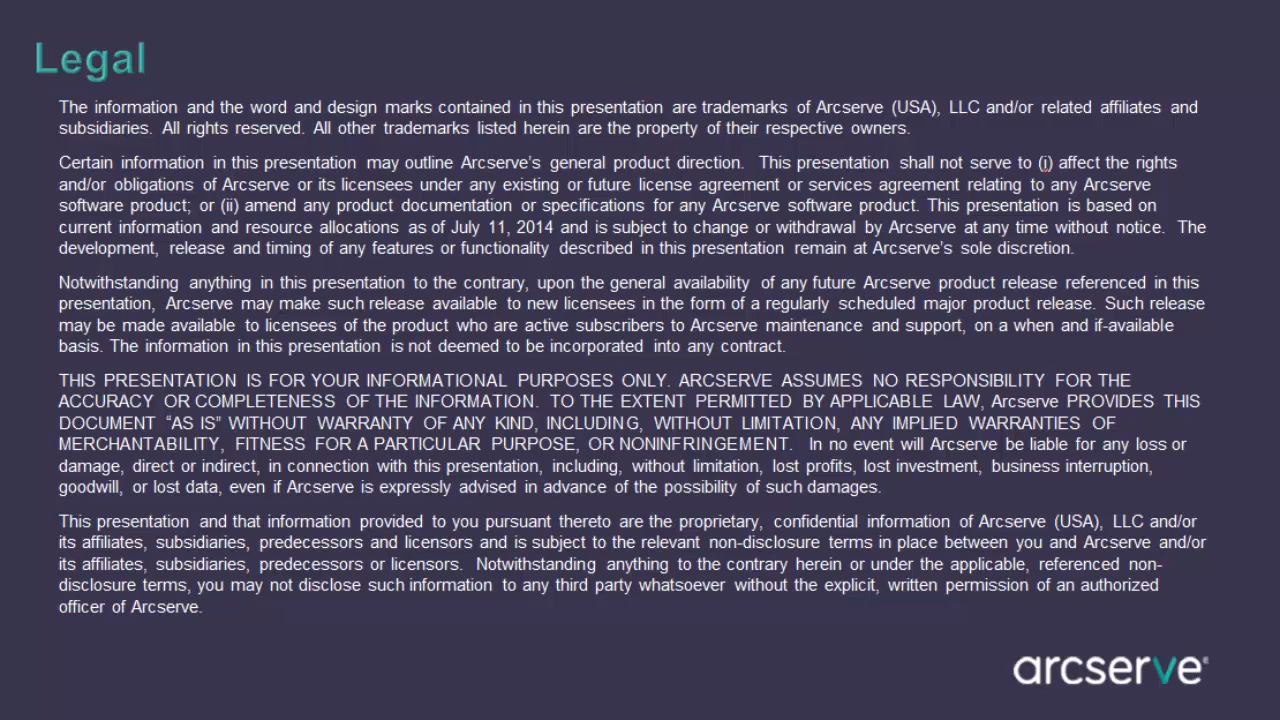 Legal
The information and the word and design marks contained in this presentation are trademarks of Arcserve (USA), LLC and/or related affiliates and
subsidiaries. All rights reserved. All other trademarks listed herein are the property of their respective owners.
Certain information in this presentation may outline Arcserve's general product direction. This presentation shall not serve to (i) affect the rights
and/or obligations of Arcserve or its licensees under any existing or future license agreement or services agreement relating to any Arcserve
software product; or (ii) amend any product documentation or specifications for any Arcserve software product. This presentation is based on
current information and resource allocations as of July 11, 2014 and is subject to change or withdrawal by Arcserve at any time without notice. The
development, release and timing of any features or functionality described in this presentation remain at Arcserve's sole discretion.
Notwithstanding anything in this presentation to the contrary, upon the general availability of any future Arcserve product release referenced in this
presentation, Arcserve may make such release available to new licensees in the form of a regularly scheduled major product release. Such release
may be made available to licensees of the product who are active subscribers to Arcserve maintenance and support, on a when and if-available
basis. The information in this presentation is not deemed to be incorporated into any contract.
THIS PRESENTATION IS FOR YOUR INFORMATIONAL PURPOSES ONLY. ARCSERVE ASSUMES NO RESPONSIBILITY FOR THE
ACCURACY OR COMPLETENESS OF THE INFORMATION. TO THE EXTENT PERMITTED BY APPLICABLE LAW, Arcserve PROVIDES THIS
DOCUMENT “AS IS” WITHOUT WARRANTY OF ANY KIND, INCLUDING, WITHOUT LIMITATION, ANY IMPLIED WARRANTIES OF
MERCHANTABILITY, FITNESS FOR A PARTICULAR PURPOSE, OR NONINFRINGEMENT. In no event will Arcserve be liable for any loss or
damage, direct or indirect, in connection with this presentation, including, without limitation, lost profits, lost investment, business interruption,
goodwill, or lost data, even if Arcserve is expressly advised in advance of the possibility of such damages.
This presentation and that information provided to you pursuant thereto are the proprietary, confidential information of Arcserve (USA), LLC and/or
its affiliates, subsidiaries, predecessors and licensors and is subject to the relevant non-disclosure terms in place between you and Arcserve and/or
its affiliates, subsidiaries, predecessors or licensors. Notwithstanding anything to the contrary herein or under the applicable, referenced non-
disclosure terms, you may not disclose such information to any third party whatsoever without the explicit, written permission of an authorized
officer of Arcserve.
arcserve®